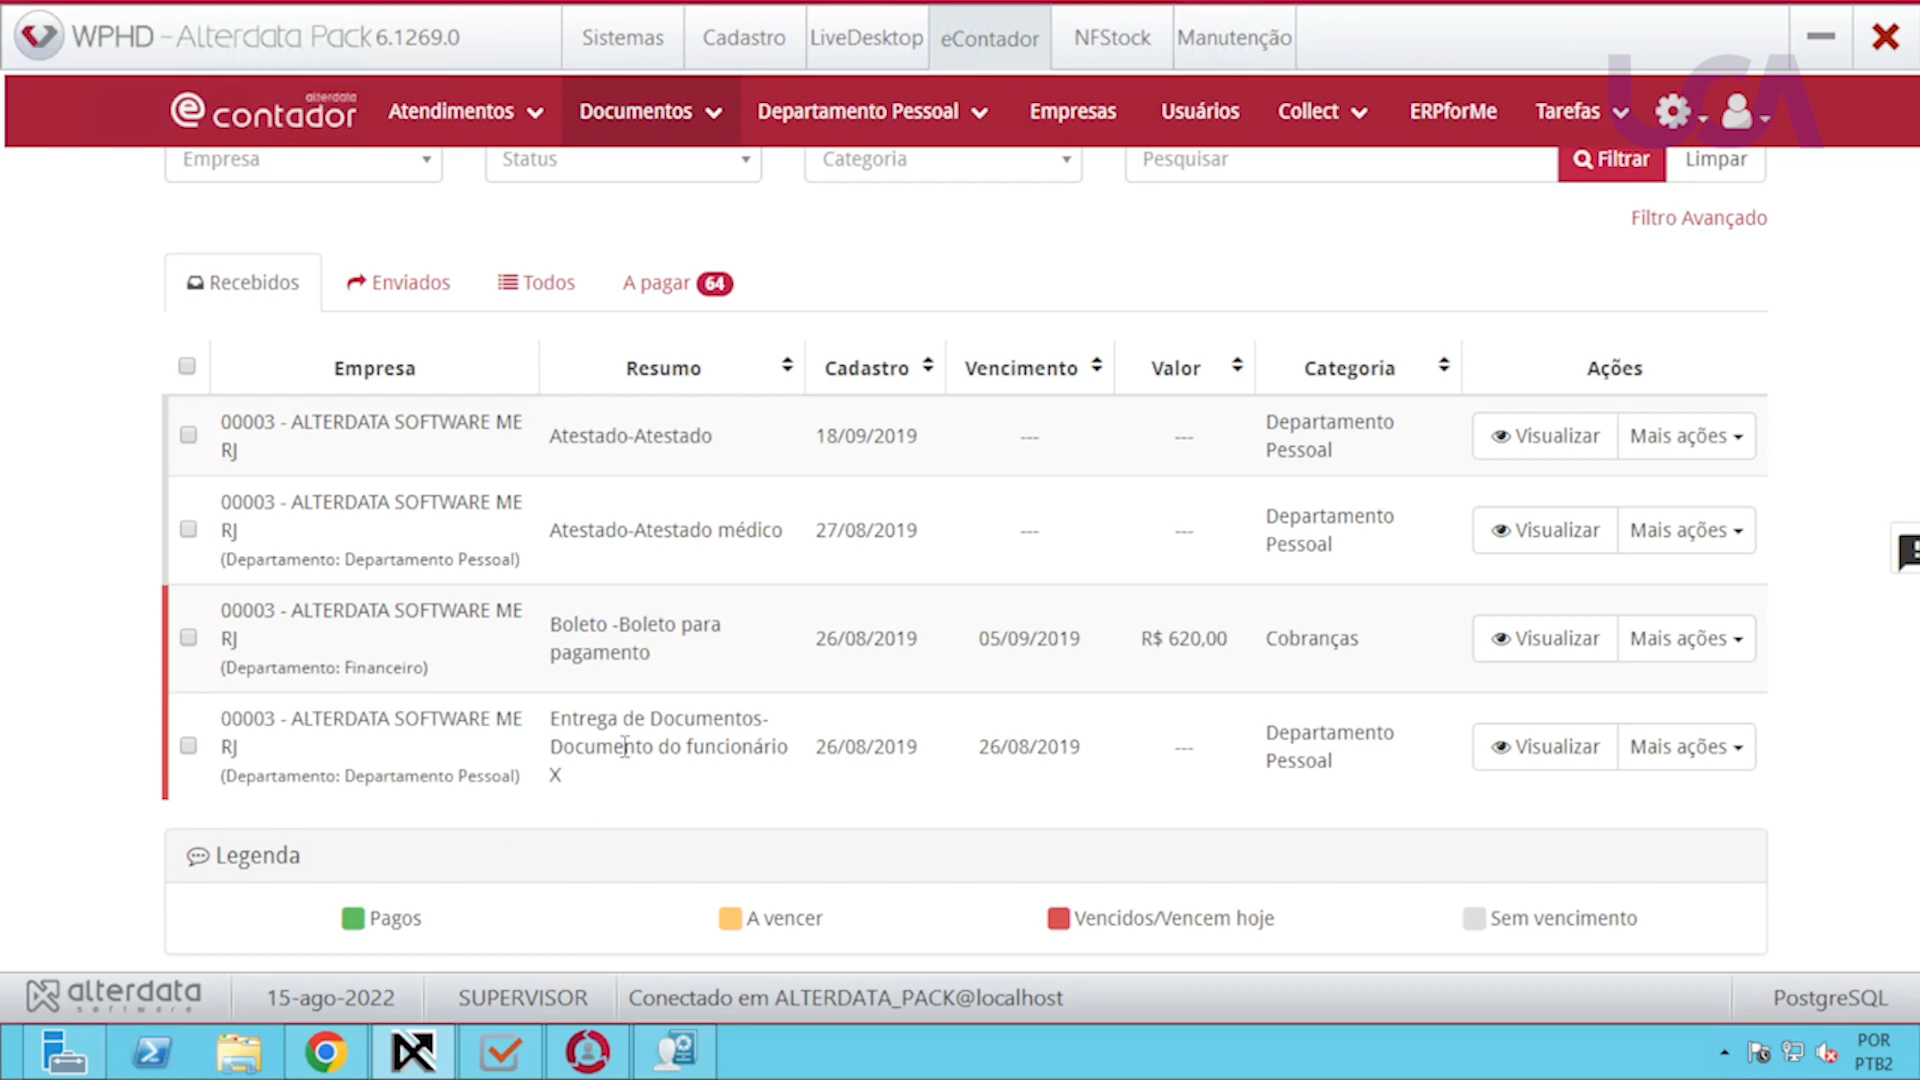 WPHD - Alterdata Pack 6.1269.0
Sistemas
Cadastro
LiveDesktop
eContador
NFStock
Manutenção
UCA
e contador alterdata
Atendimentos
Documentos
Departamento Pessoal
Empresas
Usuários
Collect
ERPforMe
Tarefas
Empresa
Status
Categoria
Pesquisar
Filtrar
Limpar
Filtro Avançado
Recebidos
Enviados
Todos
A pagar 64
Empresa
Resumo
Cadastro
Vencimento
Valor
Categoria
Ações
00003 - ALTERDATA SOFTWARE ME
RJ
Atestado-Atestado
18/09/2019
---
---
Departamento
Pessoal
Visualizar
Mais ações
00003 - ALTERDATA SOFTWARE ME
RJ
(Departamento: Departamento Pessoal)
Atestado-Atestado médico
27/08/2019
---
---
Departamento
Pessoal
Visualizar
Mais ações
00003 - ALTERDATA SOFTWARE ME
RJ
(Departamento: Financeiro)
Boleto -Boleto para
pagamento
26/08/2019
05/09/2019
R$ 620,00
Cobranças
Visualizar
Mais ações
00003 - ALTERDATA SOFTWARE ME
RJ
(Departamento: Departamento Pessoal)
Entrega de Documentos-
Documento do funcionário
X
26/08/2019
26/08/2019
---
Departamento
Pessoal
Visualizar
Mais ações
Legenda
Pagos
A vencer
Vencidos/Vencem hoje
Sem vencimento
alterdata
software
15-ago-2022
SUPERVISOR
Conectado em ALTERDATA_PACK@localhost
PostgreSQL
POR
PTB2